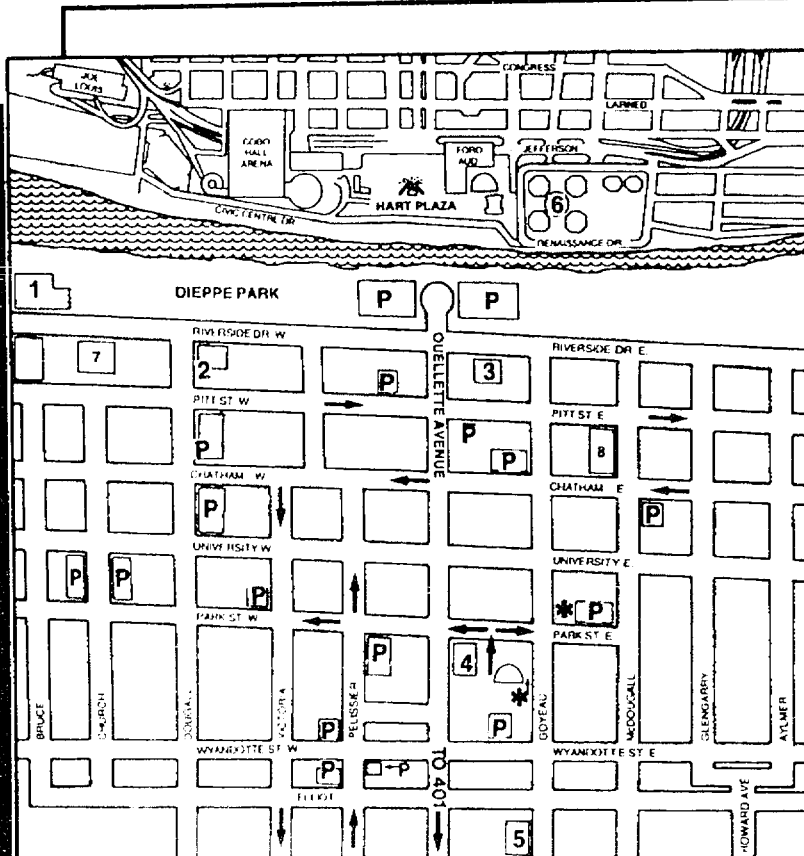 CONGRESS
JOE
LOUIS
LARNED
COBO
HALL
ARENA
FORD
AUD
JEFFERSON
HART PLAZA
6
CIVIC CENTRE DR
RENAISSANCE DR.
1
DIEPPE PARK
P
P
RIVERSIDE DR. W
RIVERSIDE DR E.
OUELLETTE AVENUE
7
2
3
P
PITT ST W
PITT ST E
P
P
P
8
CHATHAM W
CHATHAM E
P
P
UNIVERSITY W
UNIVERSITY E.
P
P
P
P
PARK ST W
PARK ST E
P
4
BRUCE
CHURCH
DOUGALL
VICTORIA
PELISSIER
GOYEAU
MCDOUGALL
GLENGARRY
AYLMER
P
P
WYANDOTTE ST W
WYANDOTTE ST E
TO 401
P
P
ELLIOT
HOWARD AVE
5